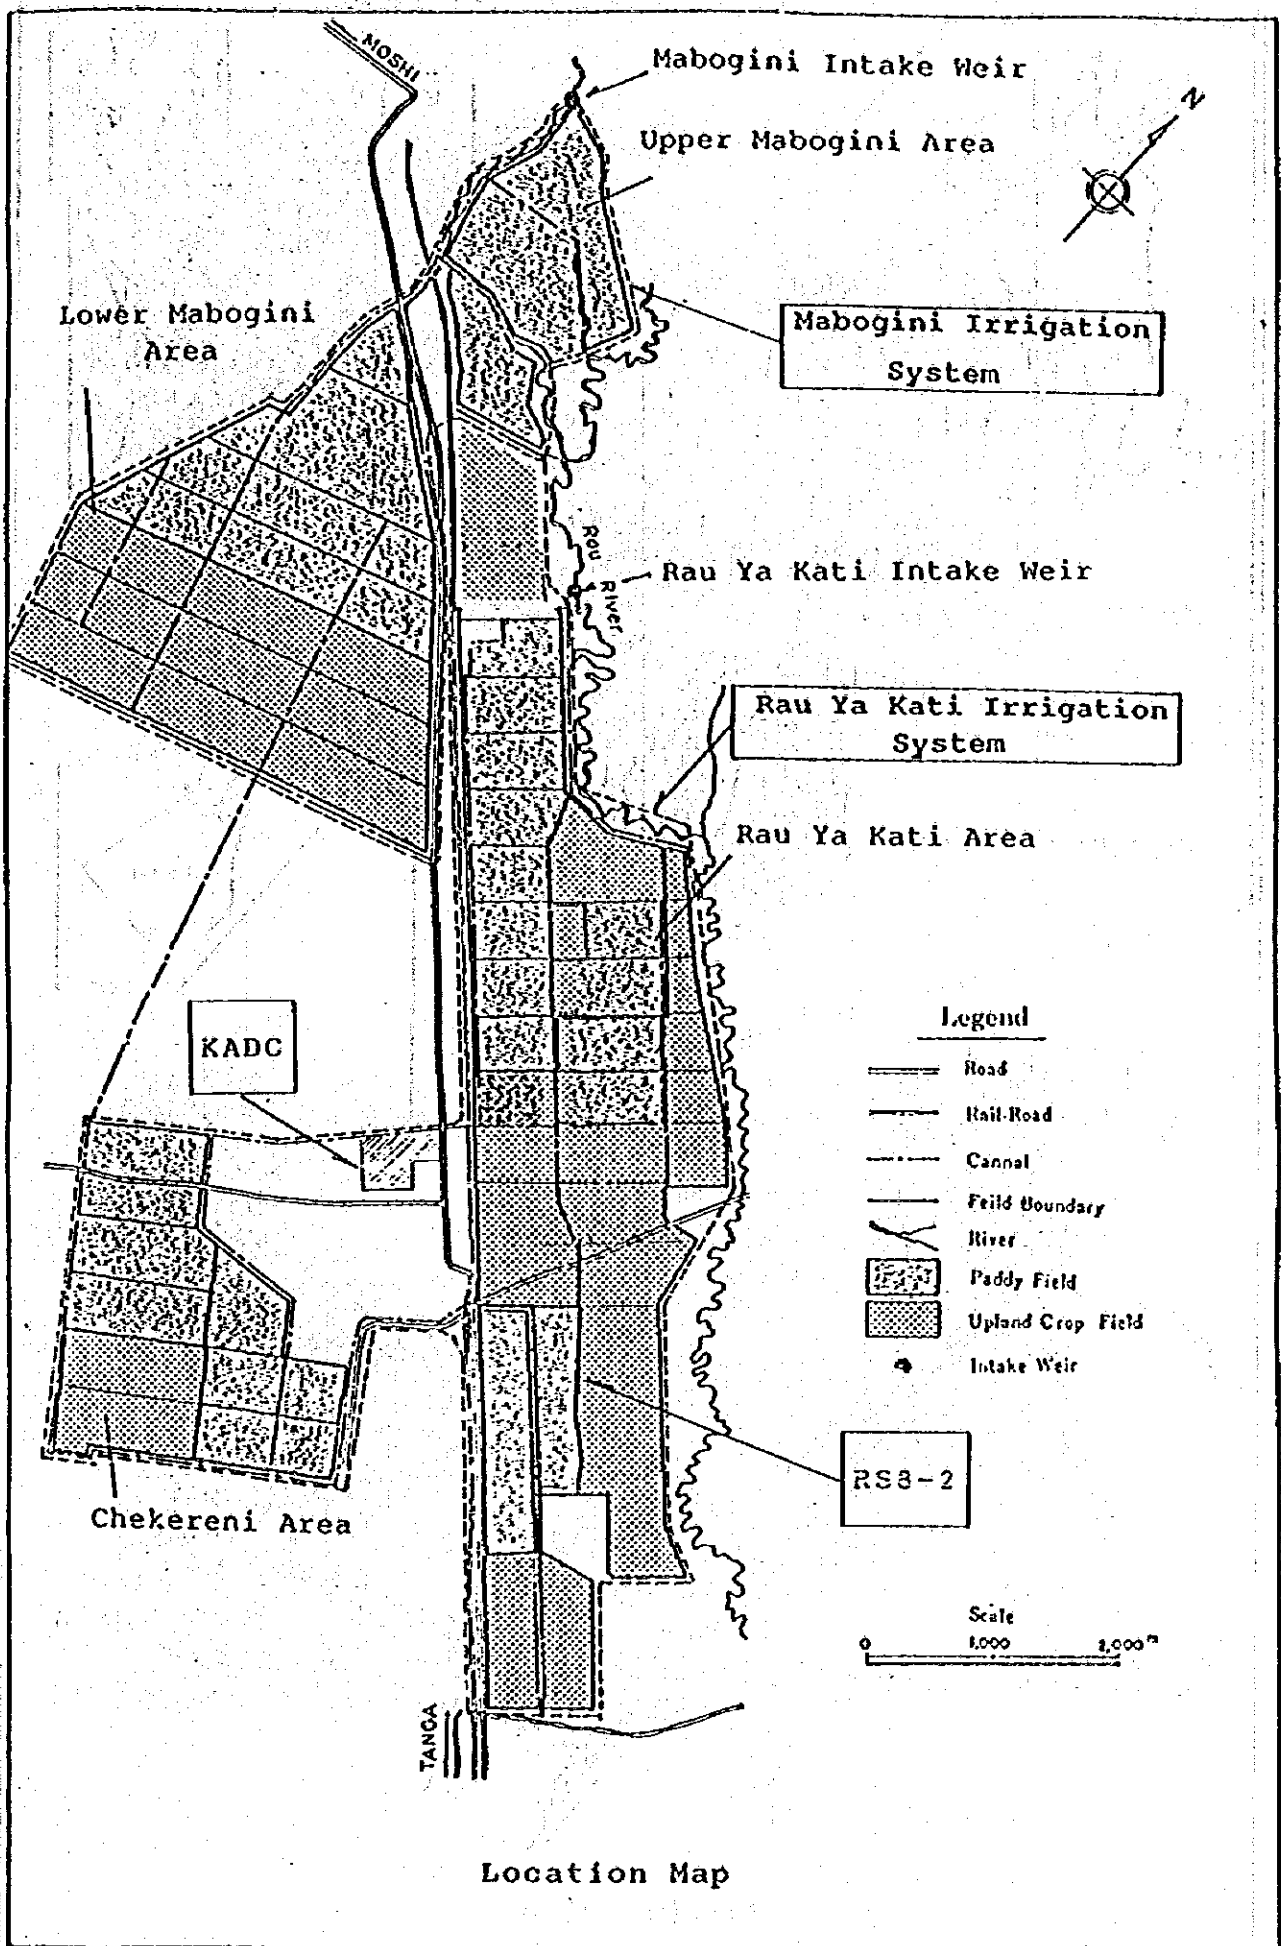 MOSHI
Mabogini Intake Weir
Upper Mabogini Area
N
Lower Mabogini
Area
Mabogini Irrigation
System
ROU
RIVER
Rau Ya Kati Intake Weir
Rau Ya Kati Irrigation
System
Rau Ya Kati Area
KADC
Legend
Road
Rail-Road
Cannal
Feild Boundary
River
Paddy Field
Upland Crop Field
Intake Weir
RS8-2
Chekereni Area
Scale
0 1,000 2,000 m
TANGA
Location Map